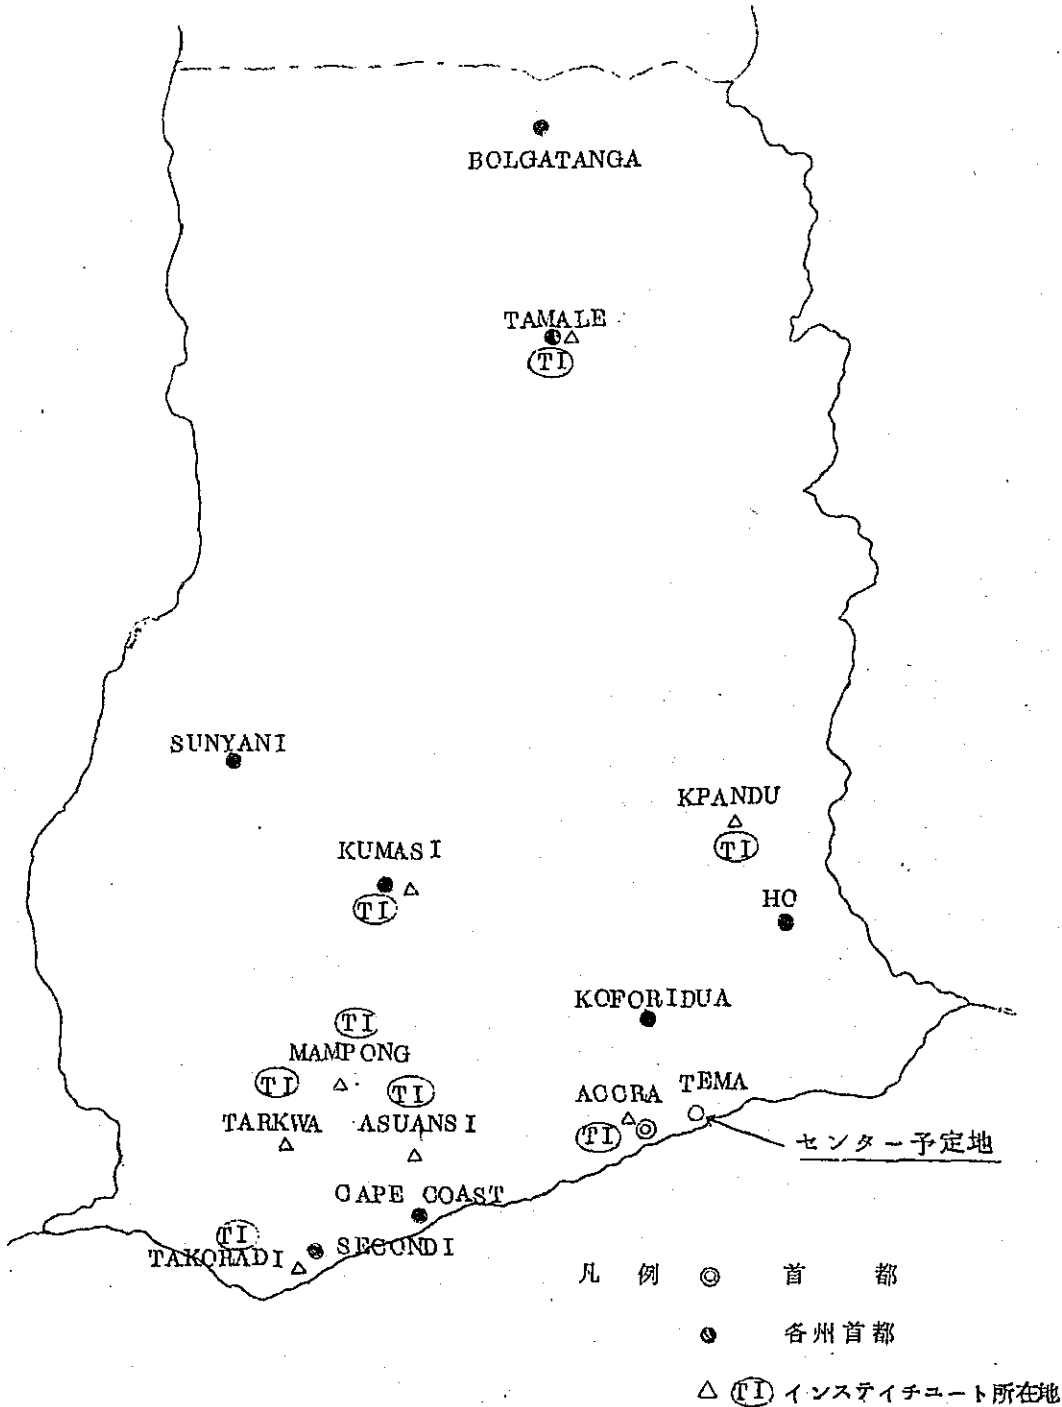 BOLGATANGA
TAMALE
TI
SUNYANI
KPANDU
TI
KUMASI
TI
HO
KOFORIDUA
TI
MAMPONG
TI
TI
TARKWA
ASUANSI
ACCRA
TEMA
TI
センター予定地
CAPE COAST
TI
SECONDI
TAKORADI
凡 例 ◎ 首 都
● 各州首都
△ TI インステイチュート所在地